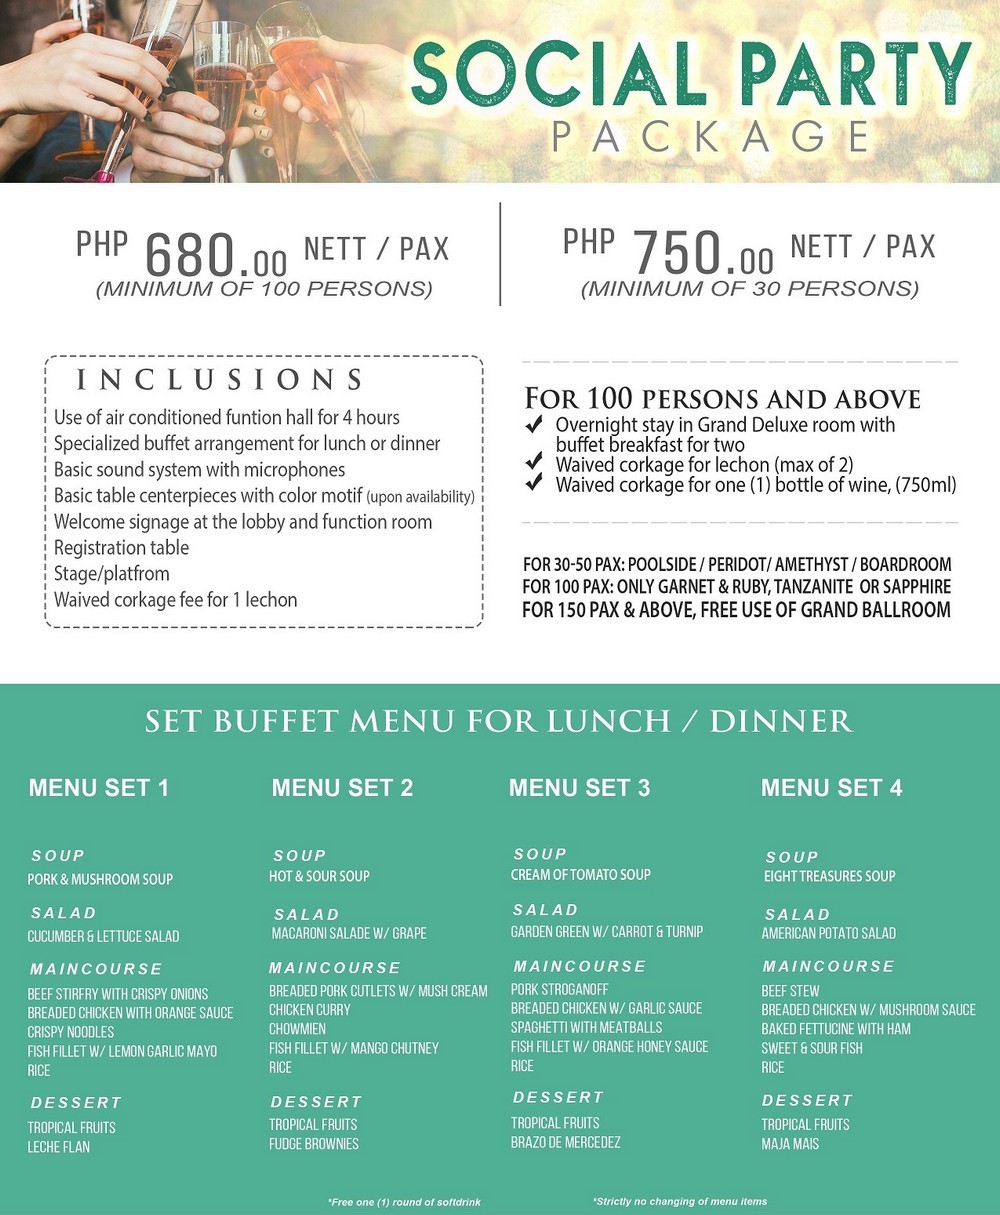 SOCIAL PARTY
PACKAGE
PHP 680.00 NETT / PAX
(MINIMUM OF 100 PERSONS)
PHP 750.00 NETT / PAX
(MINIMUM OF 30 PERSONS)
INCLUSIONS
Use of air conditioned funtion hall for 4 hours
Specialized buffet arrangement for lunch or dinner
Basic sound system with microphones
Basic table centerpieces with color motif (upon availability)
Welcome signage at the lobby and function room
Registration table
Stage/platfrom
Waived corkage fee for 1 lechon
FOR 100 PERSONS AND ABOVE
Overnight stay in Grand Deluxe room with
buffet breakfast for two
Waived corkage for lechon (max of 2)
Waived corkage for one (1) bottle of wine, (750ml)
FOR 30-50 PAX: POOLSIDE / PERIDOT/ AMETHYST / BOARDROOM
FOR 100 PAX: ONLY GARNET & RUBY, TANZANITE OR SAPPHIRE
FOR 150 PAX & ABOVE, FREE USE OF GRAND BALLROOM
SET BUFFET MENU FOR LUNCH / DINNER
MENU SET 1
SOUP
PORK & MUSHROOM SOUP
SALAD
CUCUMBER & LETTUCE SALAD
MAINCOURSE
BEEF STIRFRY WITH CRISPY ONIONS
BREADED CHICKEN WITH ORANGE SAUCE
CRISPY NOODLES
FISH FILLET W/ LEMON GARLIC MAYO
RICE
DESSERT
TROPICAL FRUITS
LECHE FLAN
MENU SET 2
SOUP
HOT & SOUR SOUP
SALAD
MACARONI SALADE W/ GRAPE
MAINCOURSE
BREADED PORK CUTLETS W/ MUSH CREAM
CHICKEN CURRY
CHOWMIEN
FISH FILLET W/ MANGO CHUTNEY
RICE
DESSERT
TROPICAL FRUITS
FUDGE BROWNIES
MENU SET 3
SOUP
CREAM OF TOMATO SOUP
SALAD
GARDEN GREEN W/ CARROT & TURNIP
MAINCOURSE
PORK STROGANOFF
BREADED CHICKEN W/ GARLIC SAUCE
SPAGHETTI WITH MEATBALLS
FISH FILLET W/ ORANGE HONEY SAUCE
RICE
DESSERT
TROPICAL FRUITS
BRAZO DE MERCEDEZ
MENU SET 4
SOUP
EIGHT TREASURES SOUP
SALAD
AMERICAN POTATO SALAD
MAINCOURSE
BEEF STEW
BREADED CHICKEN W/ MUSHROOM SAUCE
BAKED FETTUCINE WITH HAM
SWEET & SOUR FISH
RICE
DESSERT
TROPICAL FRUITS
MAJA MAIS
*Free one (1) round of softdrink
*Strictly no changing of menu items